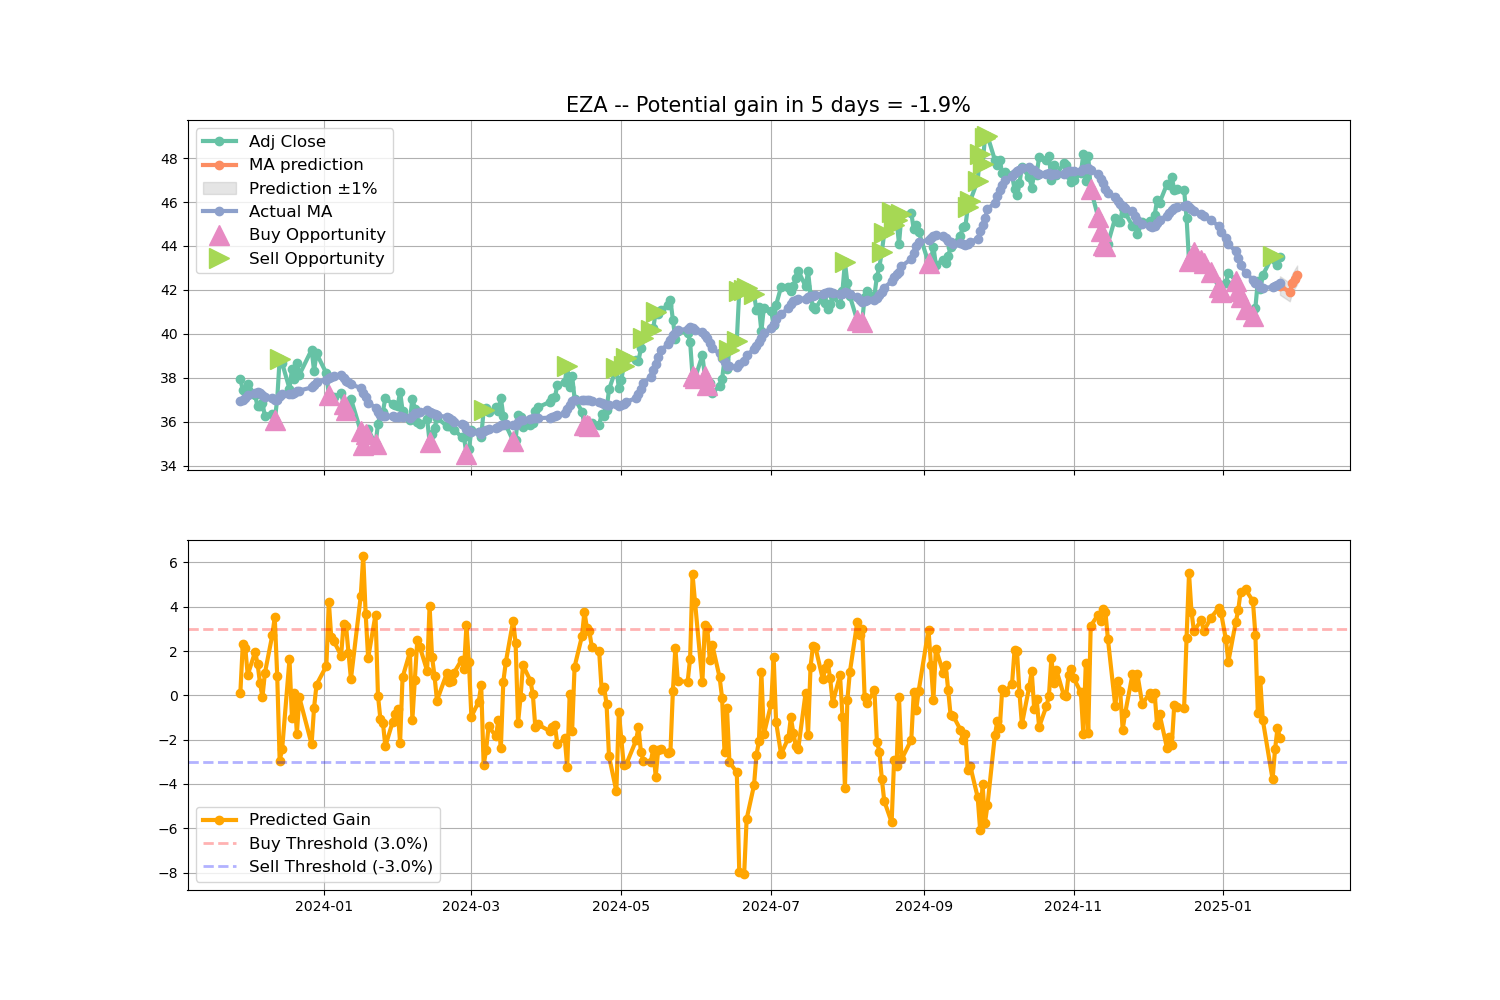 EZA -- Potential gain in 5 days = -1.9%
48
46
44
42
40
38
36
34
Adj Close
MA prediction
Prediction ±1%
Actual MA
Buy Opportunity
Sell Opportunity
6
4
2
0
−2
−4
−6
−8
Predicted Gain
Buy Threshold (3.0%)
Sell Threshold (-3.0%)
2024-01 2024-03 2024-05 2024-07 2024-09 2024-11 2025-01